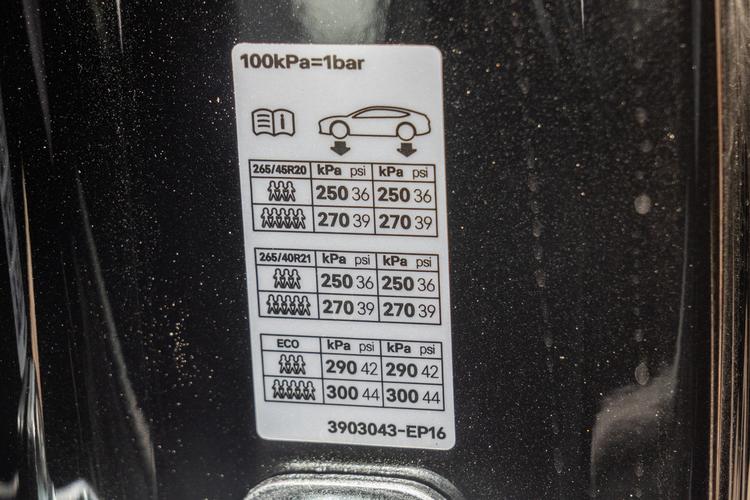 100kPa=1bar
265/45R20 kPa psi kPa psi
250 36 250 36
270 39 270 39
265/40R21 kPa psi kPa psi
250 36 250 36
270 39 270 39
ECO kPa psi kPa psi
290 42 290 42
300 44 300 44
3903043-EP16